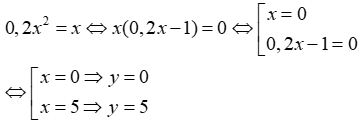 0,2x² = x ⇔ x(0,2x−1) = 0 ⇔ [ x = 0
0,2x−1 = 0
⇔ [ x = 0 ⇒ y = 0
x = 5 ⇒ y = 5